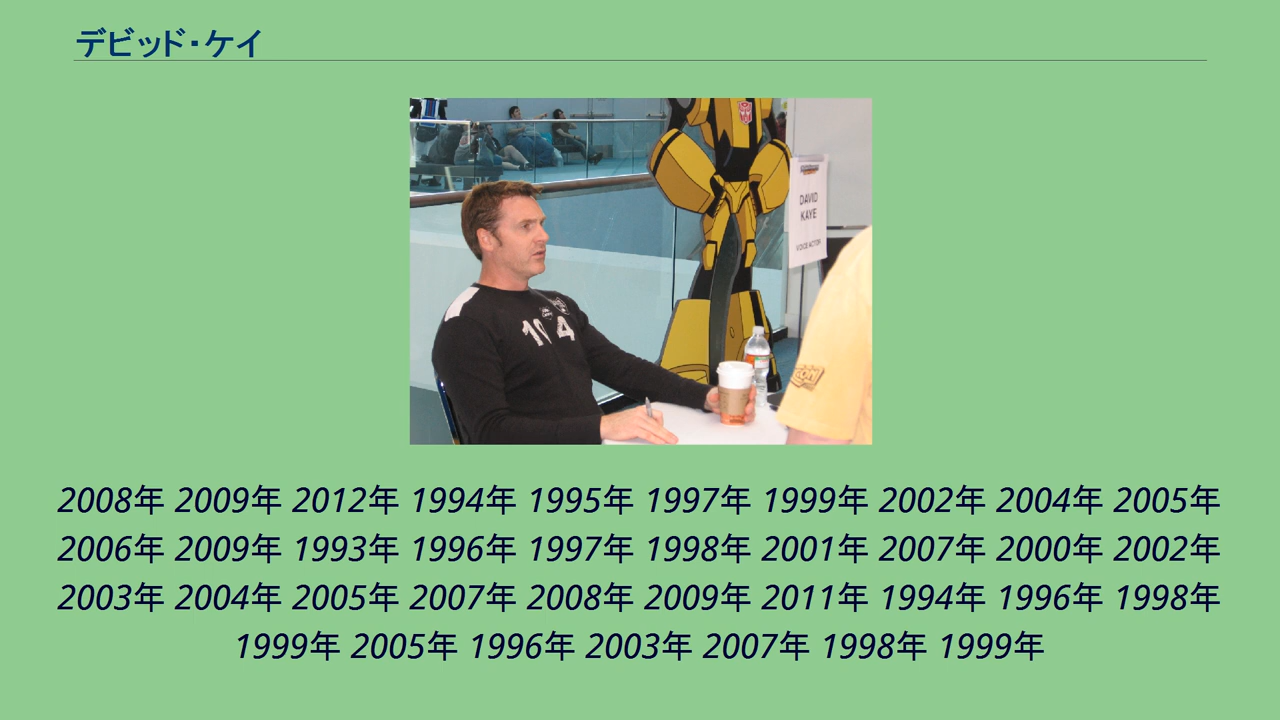 デビッド・ケイ
DAVID
KAYE
VOICE ACTOR
10 4
2008年 2009年 2012年 1994年 1995年 1997年 1999年 2002年 2004年 2005年
2006年 2009年 1993年 1996年 1997年 1998年 2001年 2007年 2000年 2002年
2003年 2004年 2005年 2007年 2008年 2009年 2011年 1994年 1996年 1998年
1999年 2005年 1996年 2003年 2007年 1998年 1999年